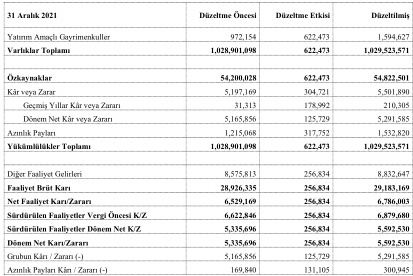 31 Aralık 2021 Düzeltme Öncesi Düzeltme Etkisi Düzeltilmiş
Yatırım Amaçlı Gayrimenkuller 972,154 622,473 1,594,627
Varlıklar Toplamı 1,028,901,098 622,473 1,029,523,571
Özkaynaklar 54,200,028 622,473 54,822,501
Kâr veya Zarar 5,197,169 304,721 5,501,890
Geçmiş Yıllar Kâr veya Zararı 31,313 178,992 210,305
Dönem Net Kâr veya Zararı 5,165,856 125,729 5,291,585
Azınlık Payları 1,215,068 317,752 1,532,820
Yükümlülükler Toplamı 1,028,901,098 622,473 1,029,523,571
Diğer Faaliyet Gelirleri 8,575,813 256,834 8,832,647
Faaliyet Brüt Karı 28,926,335 256,834 29,183,169
Net Faaliyet Karı/Zararı 6,529,169 256,834 6,786,003
Sürdürülen Faaliyetler Vergi Öncesi K/Z 6,622,846 256,834 6,879,680
Sürdürülen Faaliyetler Dönem Net K/Z 5,335,696 256,834 5,592,530
Dönem Net Karı/Zararı 5,335,696 256,834 5,592,530
Grubun Kârı / Zararı (-) 5,165,856 125,729 5,291,585
Azınlık Payları Kârı / Zararı (-) 169,840 131,105 300,945